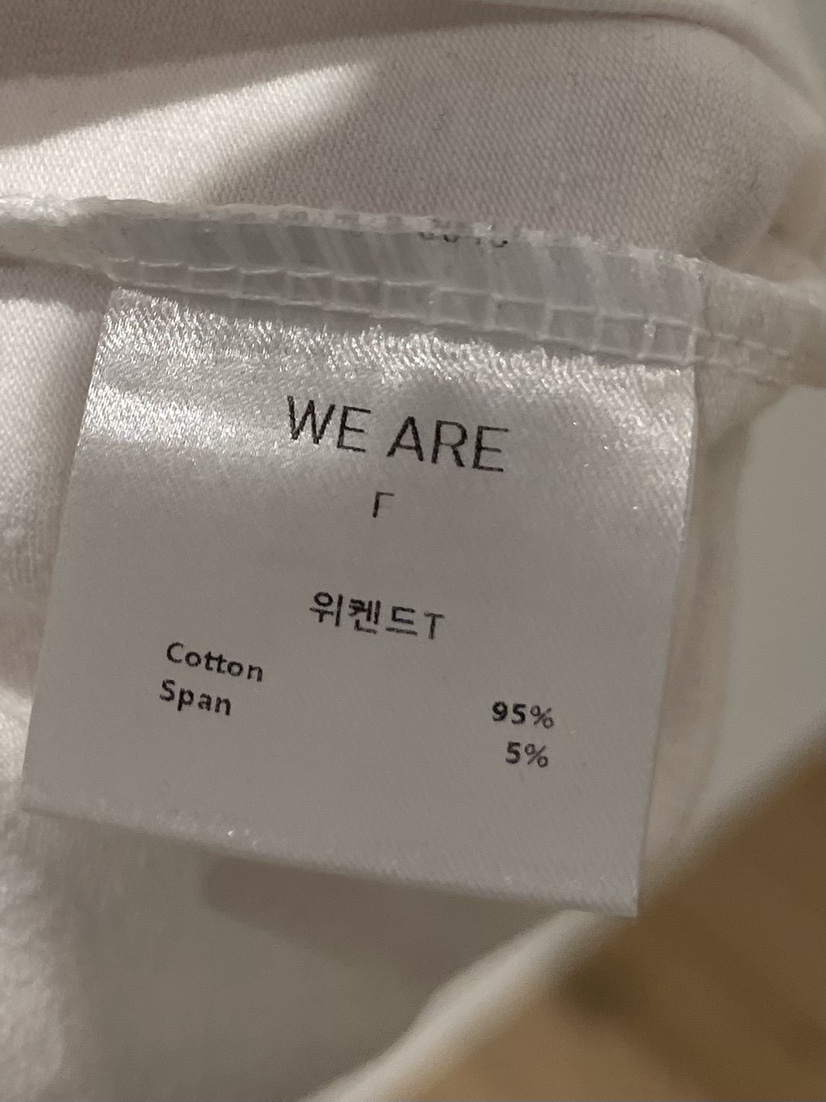 WE ARE
F
위켄드T
Cotton 95%
Span 5%